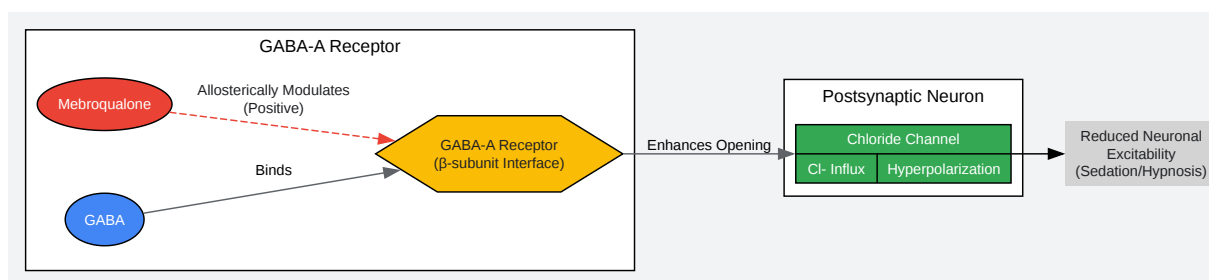 GABA-A Receptor
Mebroqualone
Allosterically Modulates
(Positive)
GABA-A Receptor
(β-subunit Interface)
Binds
GABA
Enhances Opening
Postsynaptic Neuron
Chloride Channel
Cl- Influx
Hyperpolarization
Reduced Neuronal
Excitability
(Sedation/Hypnosis)